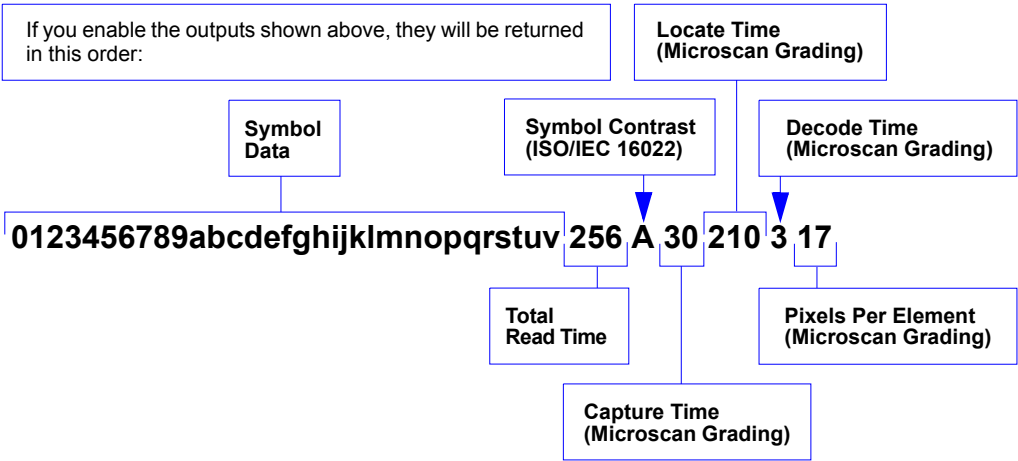 If you enable the outputs shown above, they will be returned
in this order:
Locate Time
(Microscan Grading)
Symbol
Data
Symbol Contrast
(ISO/IEC 16022)
Decode Time
(Microscan Grading)
0123456789abcdefghijklmnopqrstuv 256 A 30 210 3 17
Total
Read Time
Pixels Per Element
(Microscan Grading)
Capture Time
(Microscan Grading)